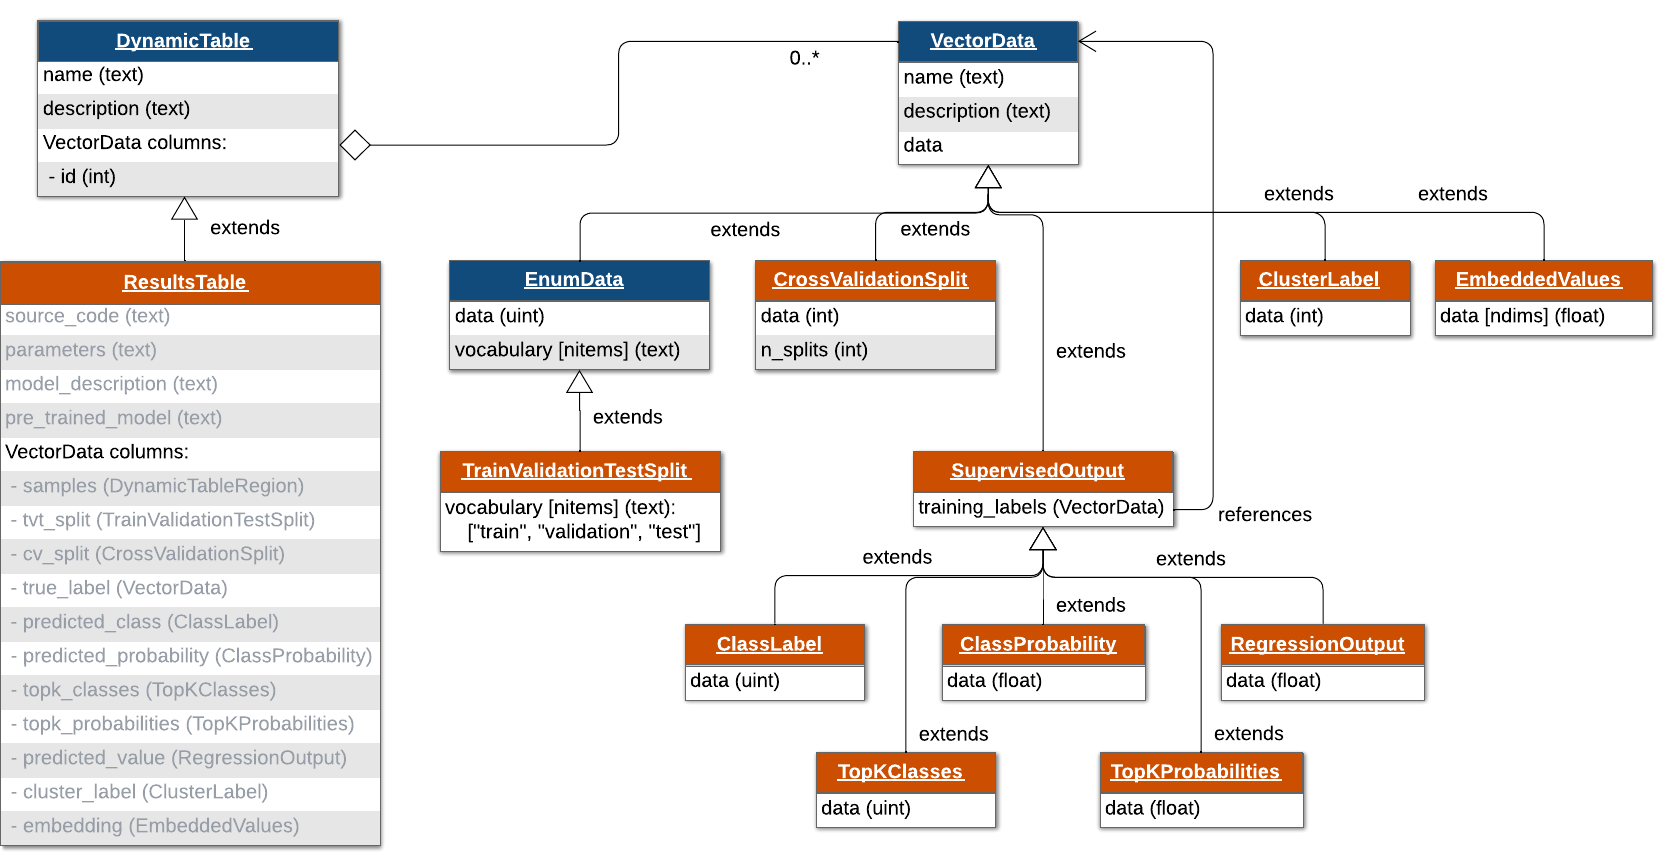 DynamicTable
name (text)
description (text)
VectorData columns:
- id (int)
0..*
VectorData
name (text)
description (text)
data
extends
ResultsTable
source_code (text)
parameters (text)
model_description (text)
pre_trained_model (text)
VectorData columns:
- samples (DynamicTableRegion)
- tvt_split (TrainValidationTestSplit)
- cv_split (CrossValidationSplit)
- true_label (VectorData)
- predicted_class (ClassLabel)
- predicted_probability (ClassProbability)
- topk_classes (TopKClasses)
- topk_probabilities (TopKProbabilities)
- predicted_value (RegressionOutput)
- cluster_label (ClusterLabel)
- embedding (EmbeddedValues)
extends
extends
extends
extends
EnumData
data (uint)
vocabulary [nitems] (text)
CrossValidationSplit
data (int)
n_splits (int)
ClusterLabel
data (int)
EmbeddedValues
data [ndims] (float)
extends
extends
TrainValidationTestSplit
vocabulary [nitems] (text):
["train", "validation", "test"]
SupervisedOutput
training_labels (VectorData)
references
extends
extends
extends
ClassLabel
data (uint)
ClassProbability
data (float)
RegressionOutput
data (float)
extends
extends
TopKClasses
data (uint)
TopKProbabilities
data (float)